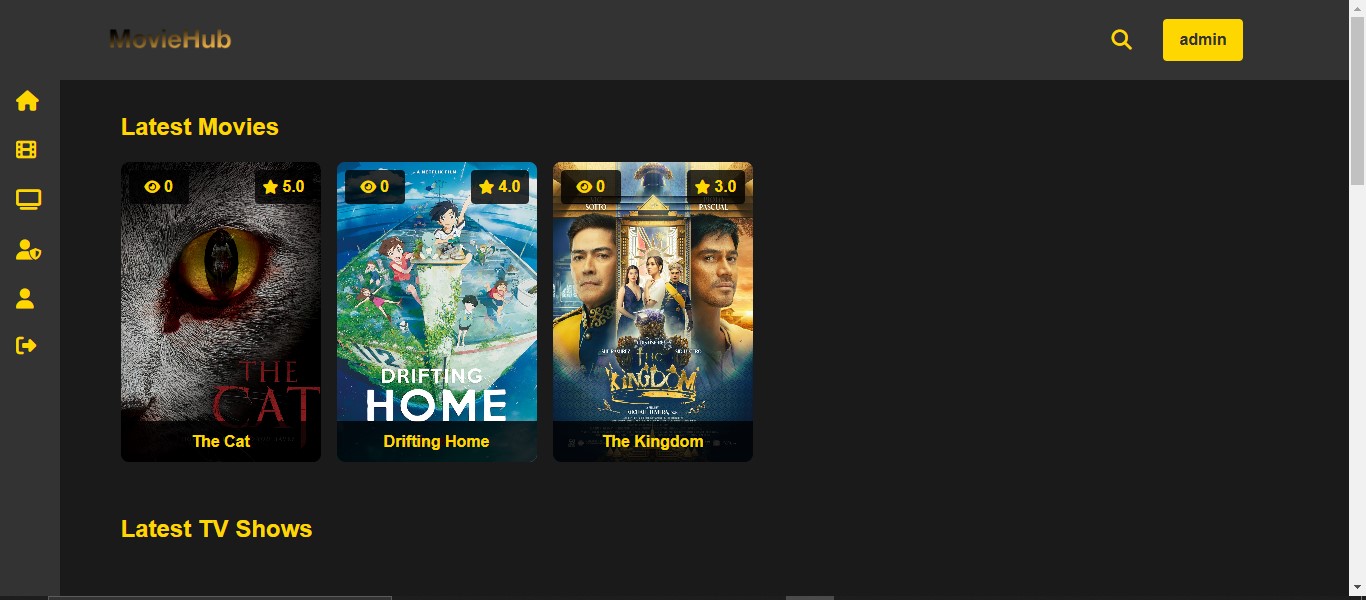 MovieHub
admin
Latest Movies
0
5.0
THE
CAT
The Cat
A NETFLIX FILM
0
4.0
DRIFTING
HOME
Drifting Home
0
3.0
SOTTO
PASCUAL
THE
KINGDOM
The Kingdom
Latest TV Shows